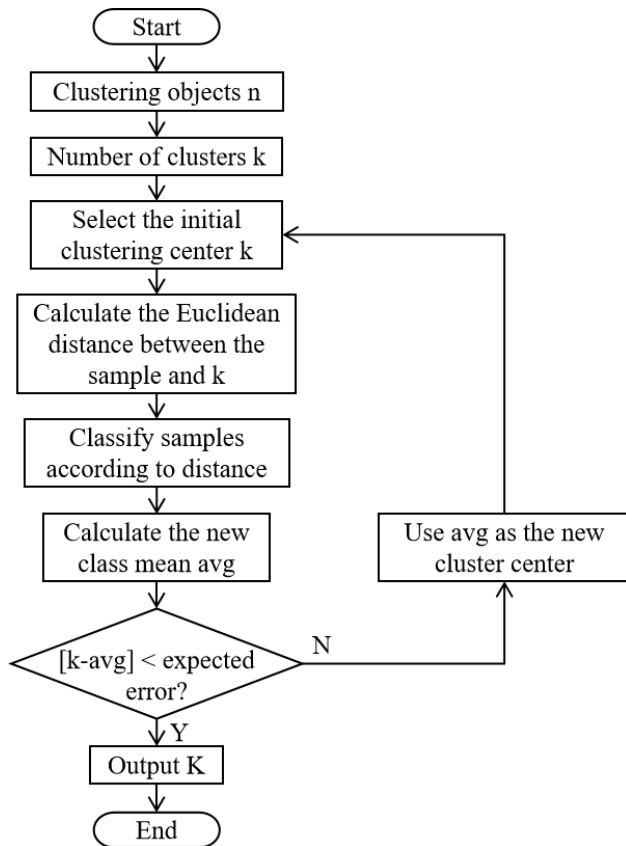 Start
Clustering objects n
Number of clusters k
Select the initial
clustering center k
Calculate the Euclidean
distance between the
sample and k
Classify samples
according to distance
Calculate the new
class mean avg
Use avg as the new
cluster center
[k-avg] < expected
error?
N
Y
Output K
End